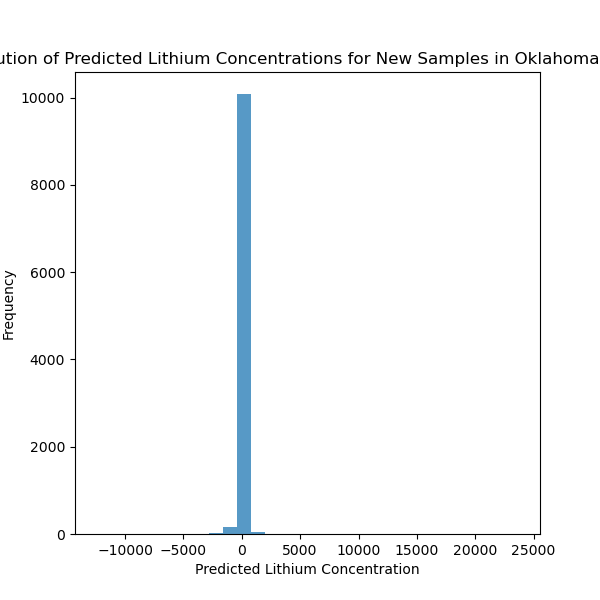 ution of Predicted Lithium Concentrations for New Samples in Oklahoma
10000
8000
6000
4000
2000
0
Frequency
−10000 −5000 0 5000 10000 15000 20000 25000
Predicted Lithium Concentration